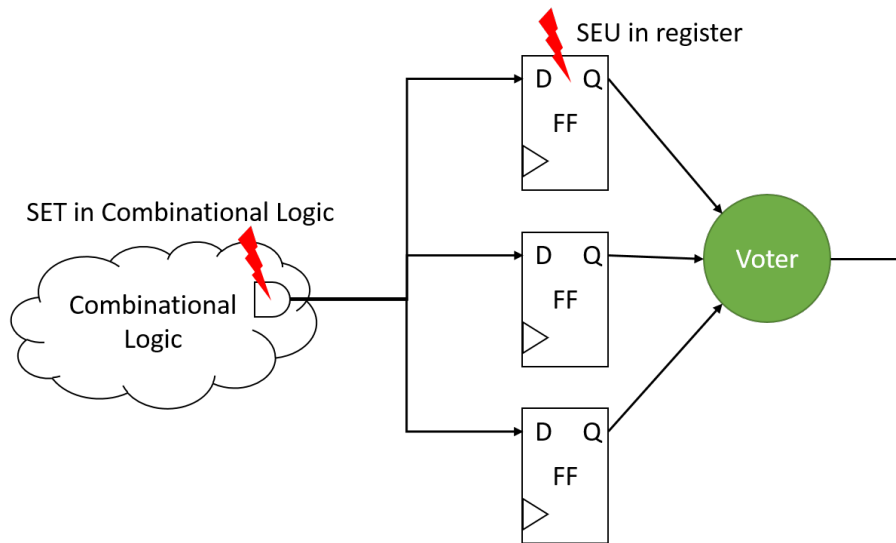 SEU in register
D Q
FF
SET in Combinational Logic
D Q
FF
Voter
Combinational
Logic
D Q
FF